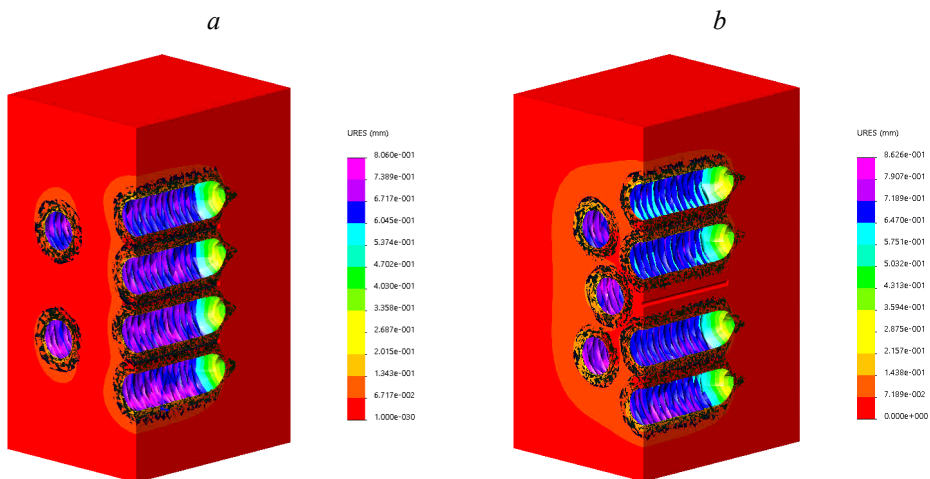 a
b
URES (mm)
8.060e-001
7.389e-001
6.717e-001
6.045e-001
5.374e-001
4.702e-001
4.030e-001
3.358e-001
2.687e-001
2.015e-001
1.343e-001
6.717e-002
1.000e-030
URES (mm)
8.626e-001
7.907e-001
7.189e-001
6.470e-001
5.751e-001
5.032e-001
4.313e-001
3.594e-001
2.875e-001
2.157e-001
1.438e-001
7.189e-002
0.000e+000